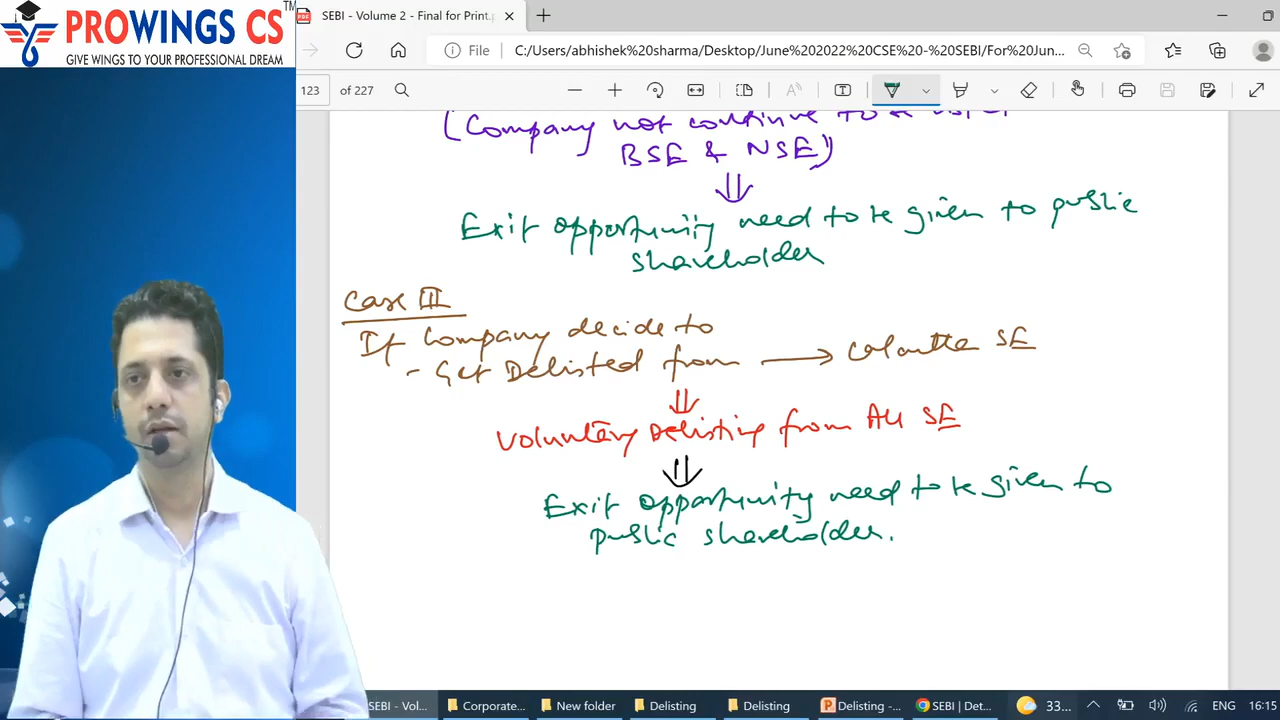 PROWINGS CS™
GIVE WINGS TO YOUR PROFESSIONAL DREAM
SEBI - Volume 2 - Final for Print.p
File C:/Users/abhishek%20sharma/Desktop/June%202022%20CSE%20-%20SEBI/For%20Jun...
123 of 227
(Company not continue to be
BSE & NSE)
Exit opportunity need to be given to public
shareholder
Case III
If Company decide to
- Get Delisted from → Calcutta SE
Voluntary Delisting from All SE
Exit opportunity need to be given to
public shareholder.
SEBI - Vol... Corporate... New folder Delisting Delisting Delisting -... SEBI | Det... 33... ENG 16:15